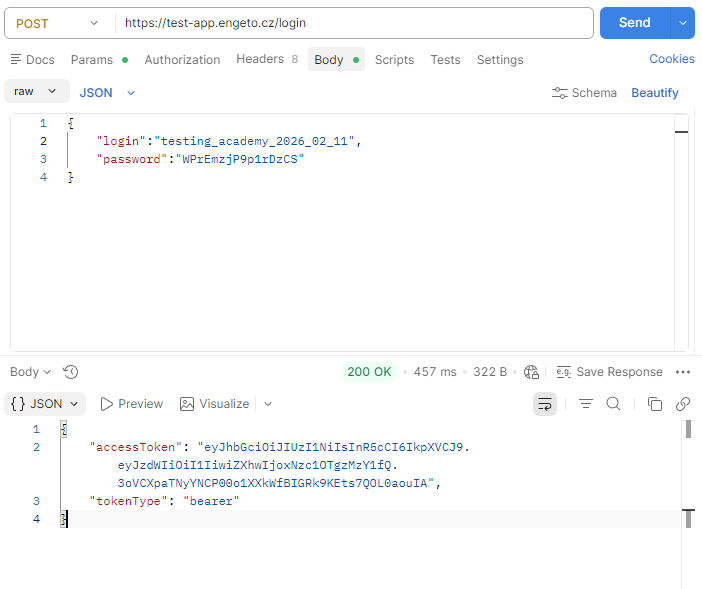 POST https://test-app.engeto.cz/login Send
Docs Params Authorization Headers 8 Body Scripts Tests Settings Cookies
raw JSON Schema Beautify
1 {
2 "login":"testing_academy_2026_02_11",
3 "password":"WPrEmzjP9p1rDzCS"
4 }
Body 200 OK • 457 ms • 322 B • e.g. Save Response
{} JSON Preview Visualize
1 {
2 "accessToken": "eyJhbGciOiJIUzI1NiIsInR5cCI6IkpXVCJ9.
eyJzdWIiOiI1IiwiZXhwIjoxNzc1OTgzMzY1fQ.
3oVCXpaTNyYNCP00o1XXkWfBIGRk9KEts7QOL0aouIA",
3 "tokenType": "bearer"
4 }